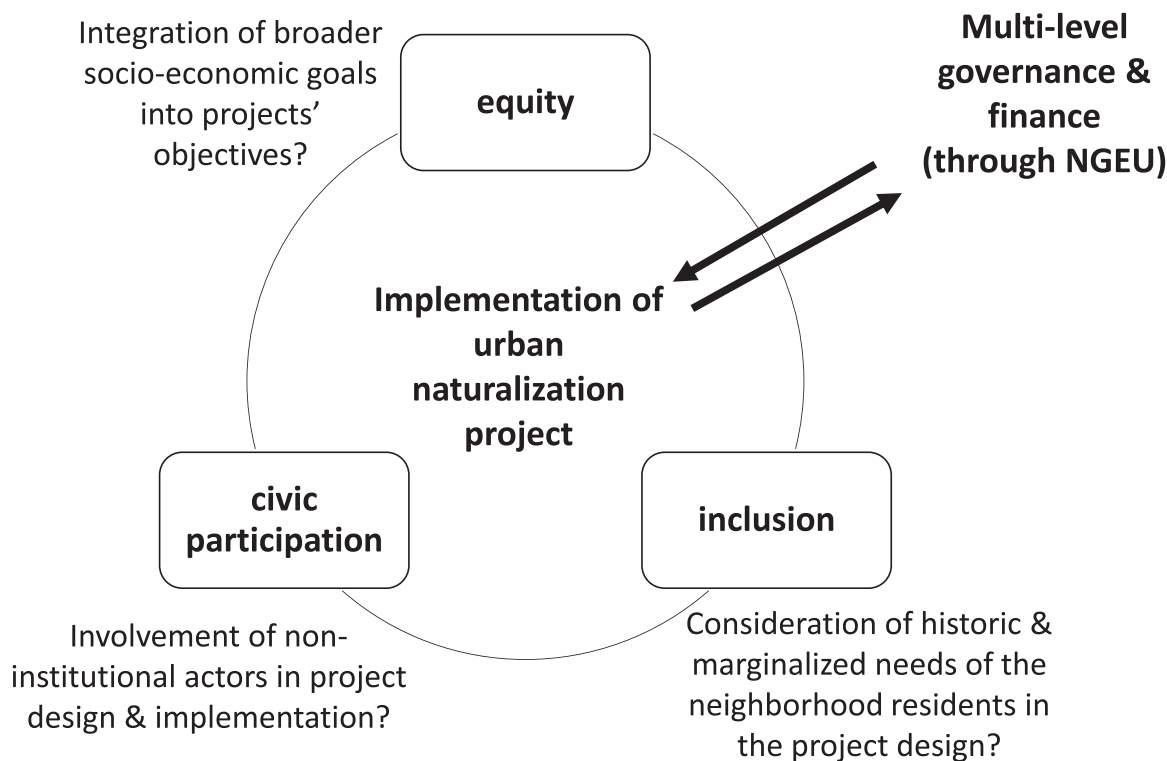 Integration of broader
socio-economic goals
into projects'
objectives?
equity
Multi-level
governance &
finance
(through NGEU)
Implementation of
urban
naturalization
project
civic
participation
inclusion
Involvement of non-
institutional actors in project
design & implementation?
Consideration of historic &
marginalized needs of the
neighborhood residents in
the project design?